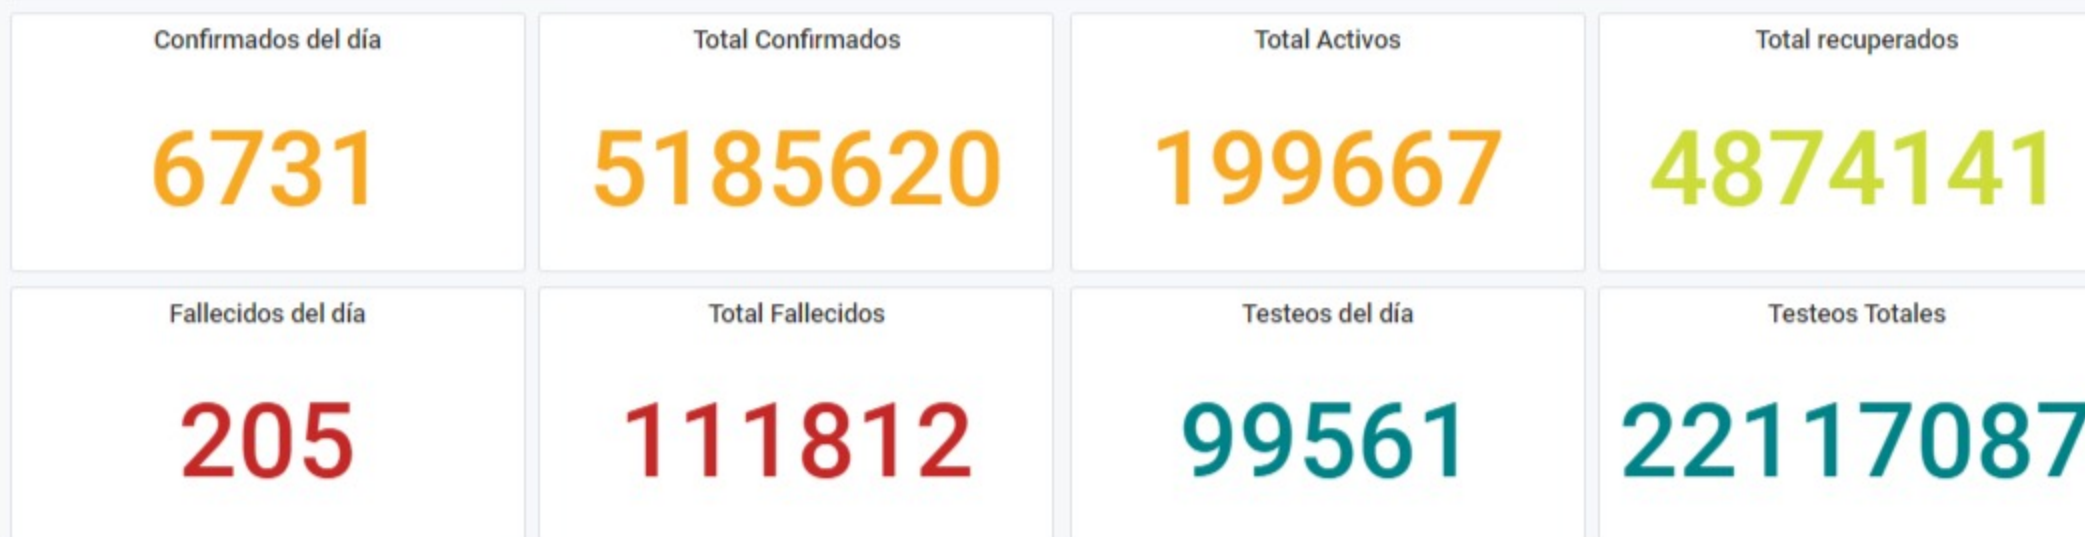 Confirmados del día
Total Confirmados
Total Activos
Total recuperados
6731
5185620
199667
4874141
Fallecidos del día
Total Fallecidos
Testeos del día
Testeos Totales
205
111812
99561
22117087